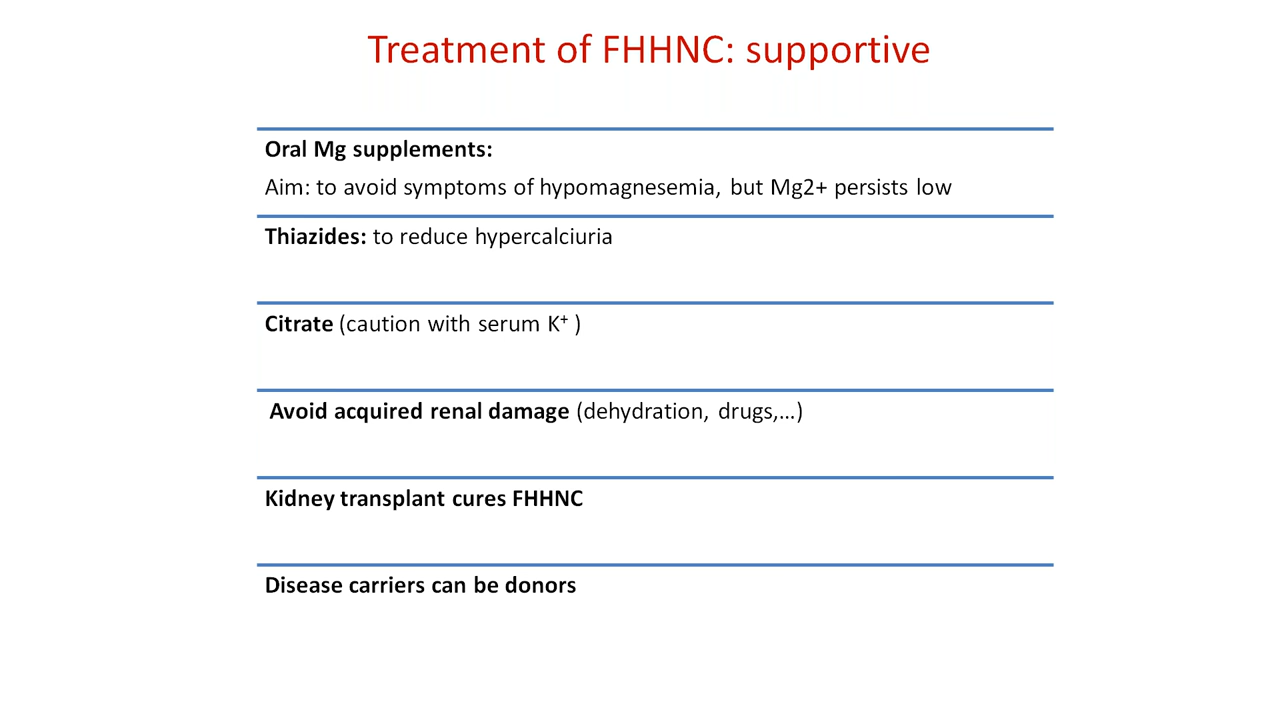 Treatment of FHHNC: supportive
Oral Mg supplements:
Aim: to avoid symptoms of hypomagnesemia, but Mg2+ persists low
Thiazides: to reduce hypercalciuria
Citrate (caution with serum K⁺ )
Avoid acquired renal damage (dehydration, drugs,...)
Kidney transplant cures FHHNC
Disease carriers can be donors